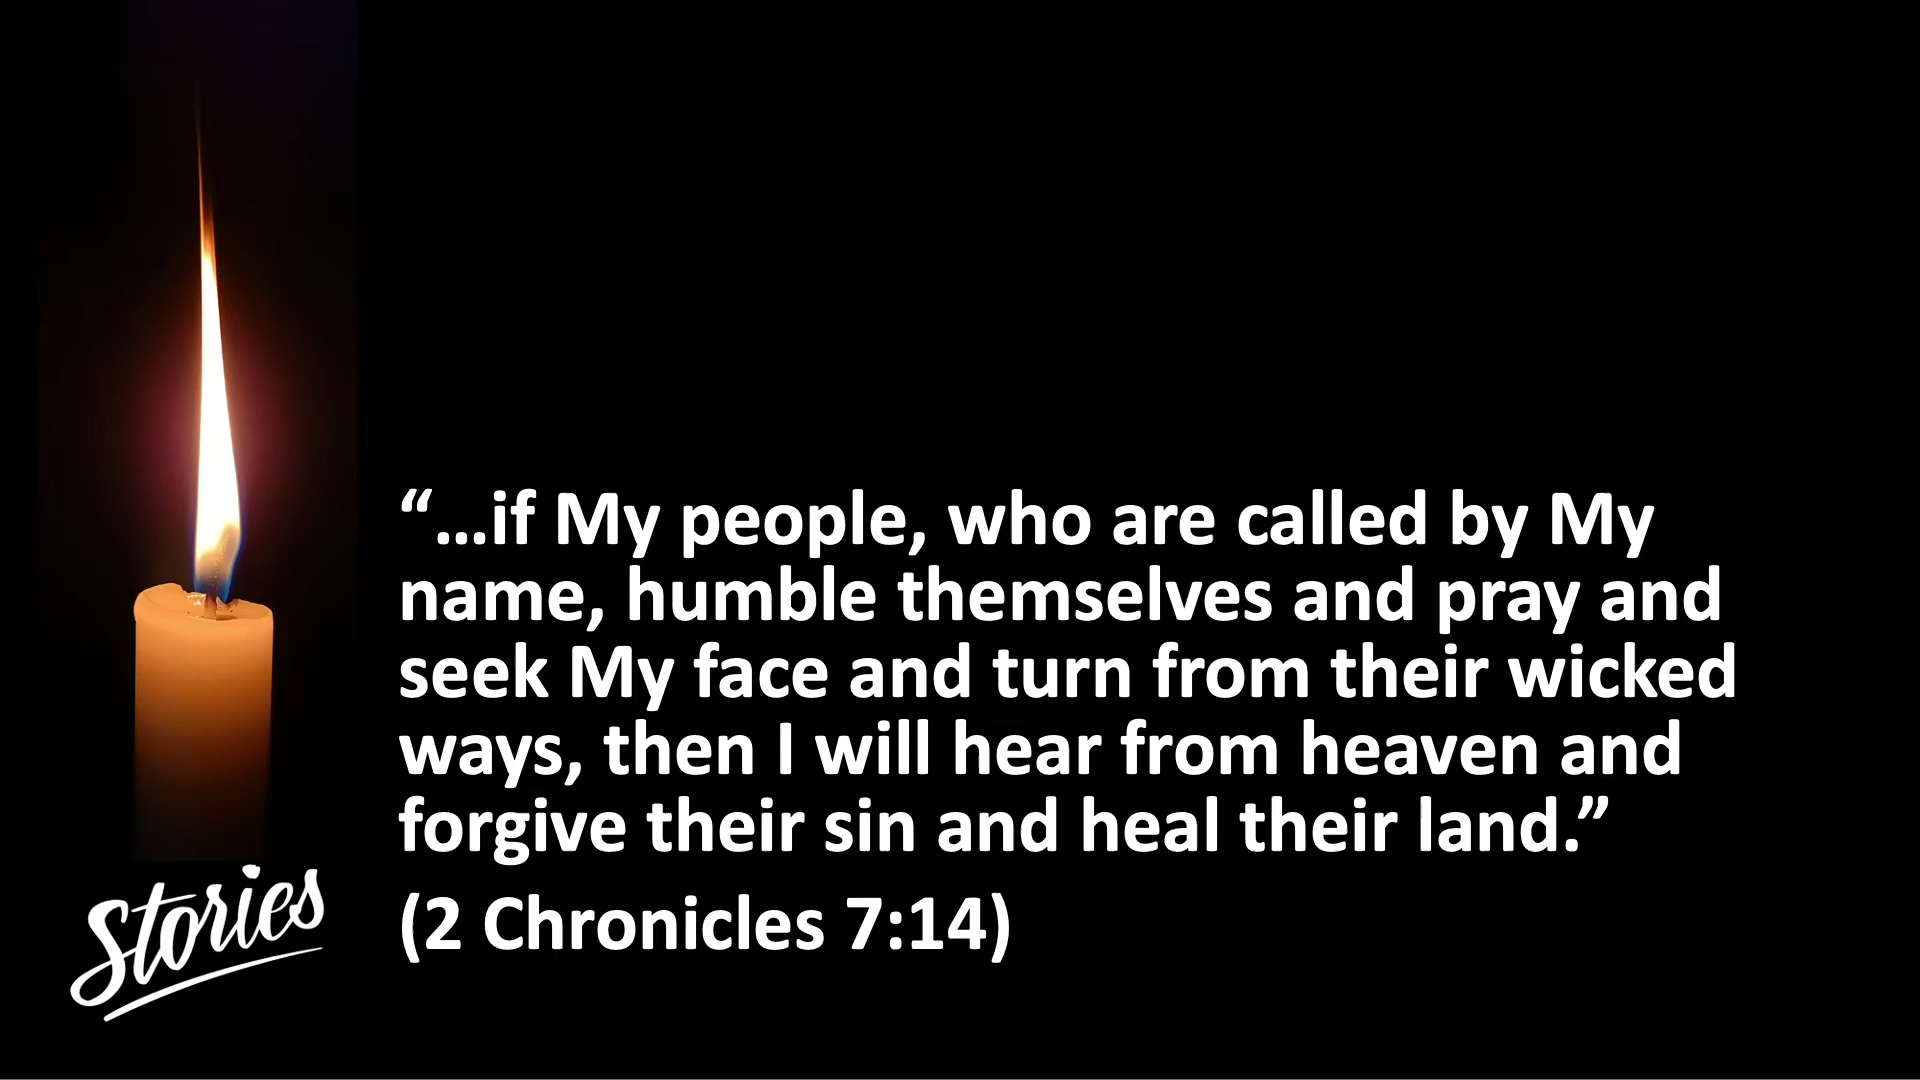 “…if My people, who are called by My
name, humble themselves and pray and
seek My face and turn from their wicked
ways, then I will hear from heaven and
forgive their sin and heal their land.”
(2 Chronicles 7:14)
Stories